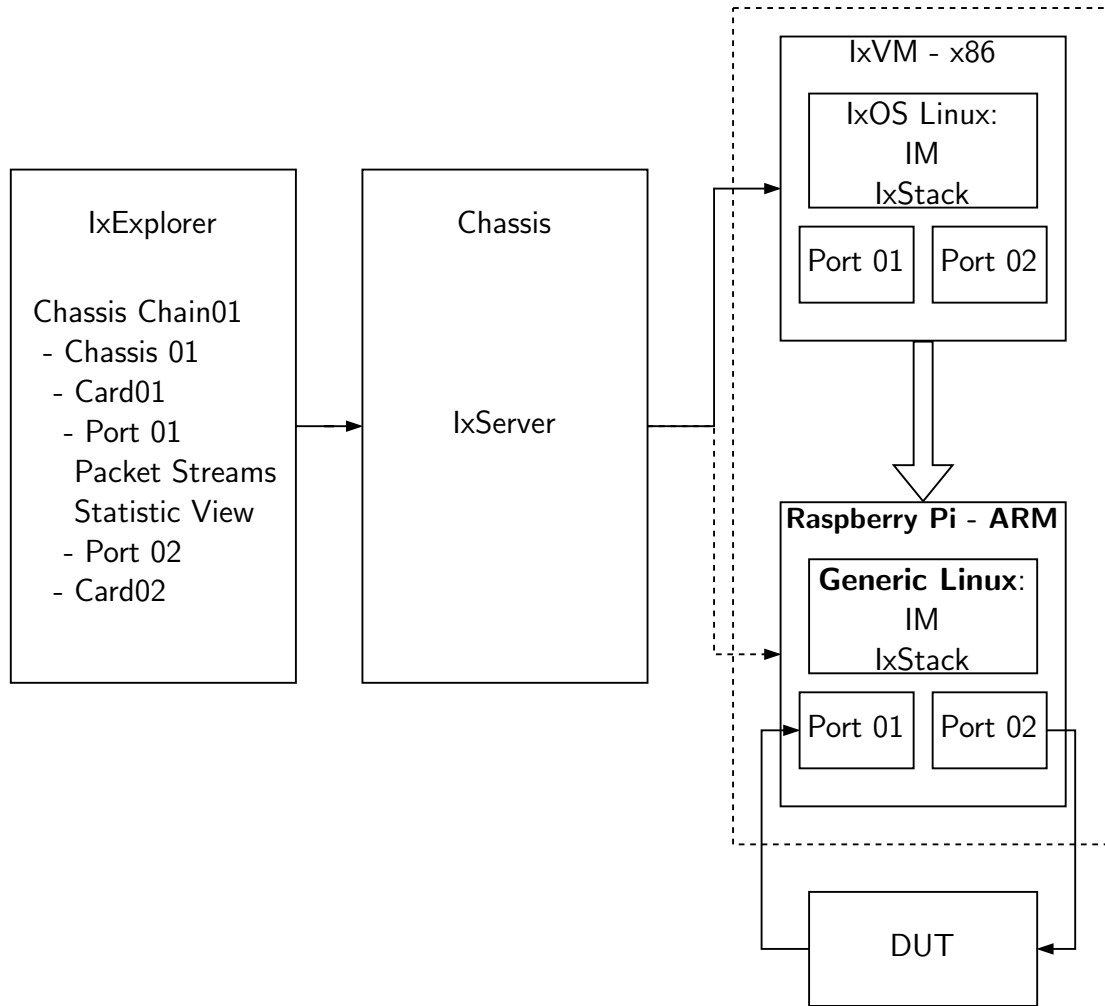 IxExplorer
Chassis Chain01
- Chassis 01
- Card01
- Port 01
Packet Streams
Statistic View
- Port 02
- Card02
Chassis
IxServer
IxVM - x86
IxOS Linux:
IM
IxStack
Port 01
Port 02
Raspberry Pi - ARM
Generic Linux:
IM
IxStack
Port 01
Port 02
DUT